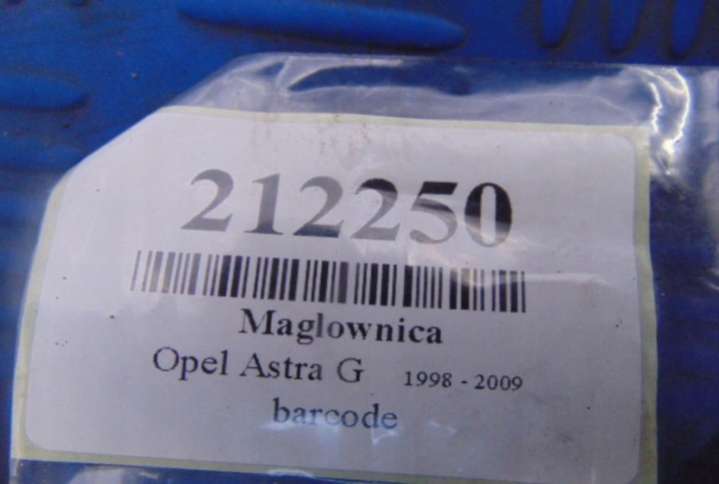 212250
Maglownica
Opel Astra G 1998 - 2009
barcode